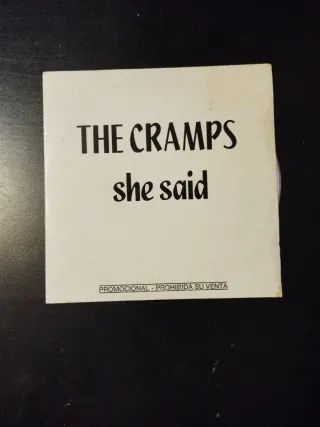 THE CRAMPS
she said
PROMOCIONAL - PROHIBIDA SU VENTA